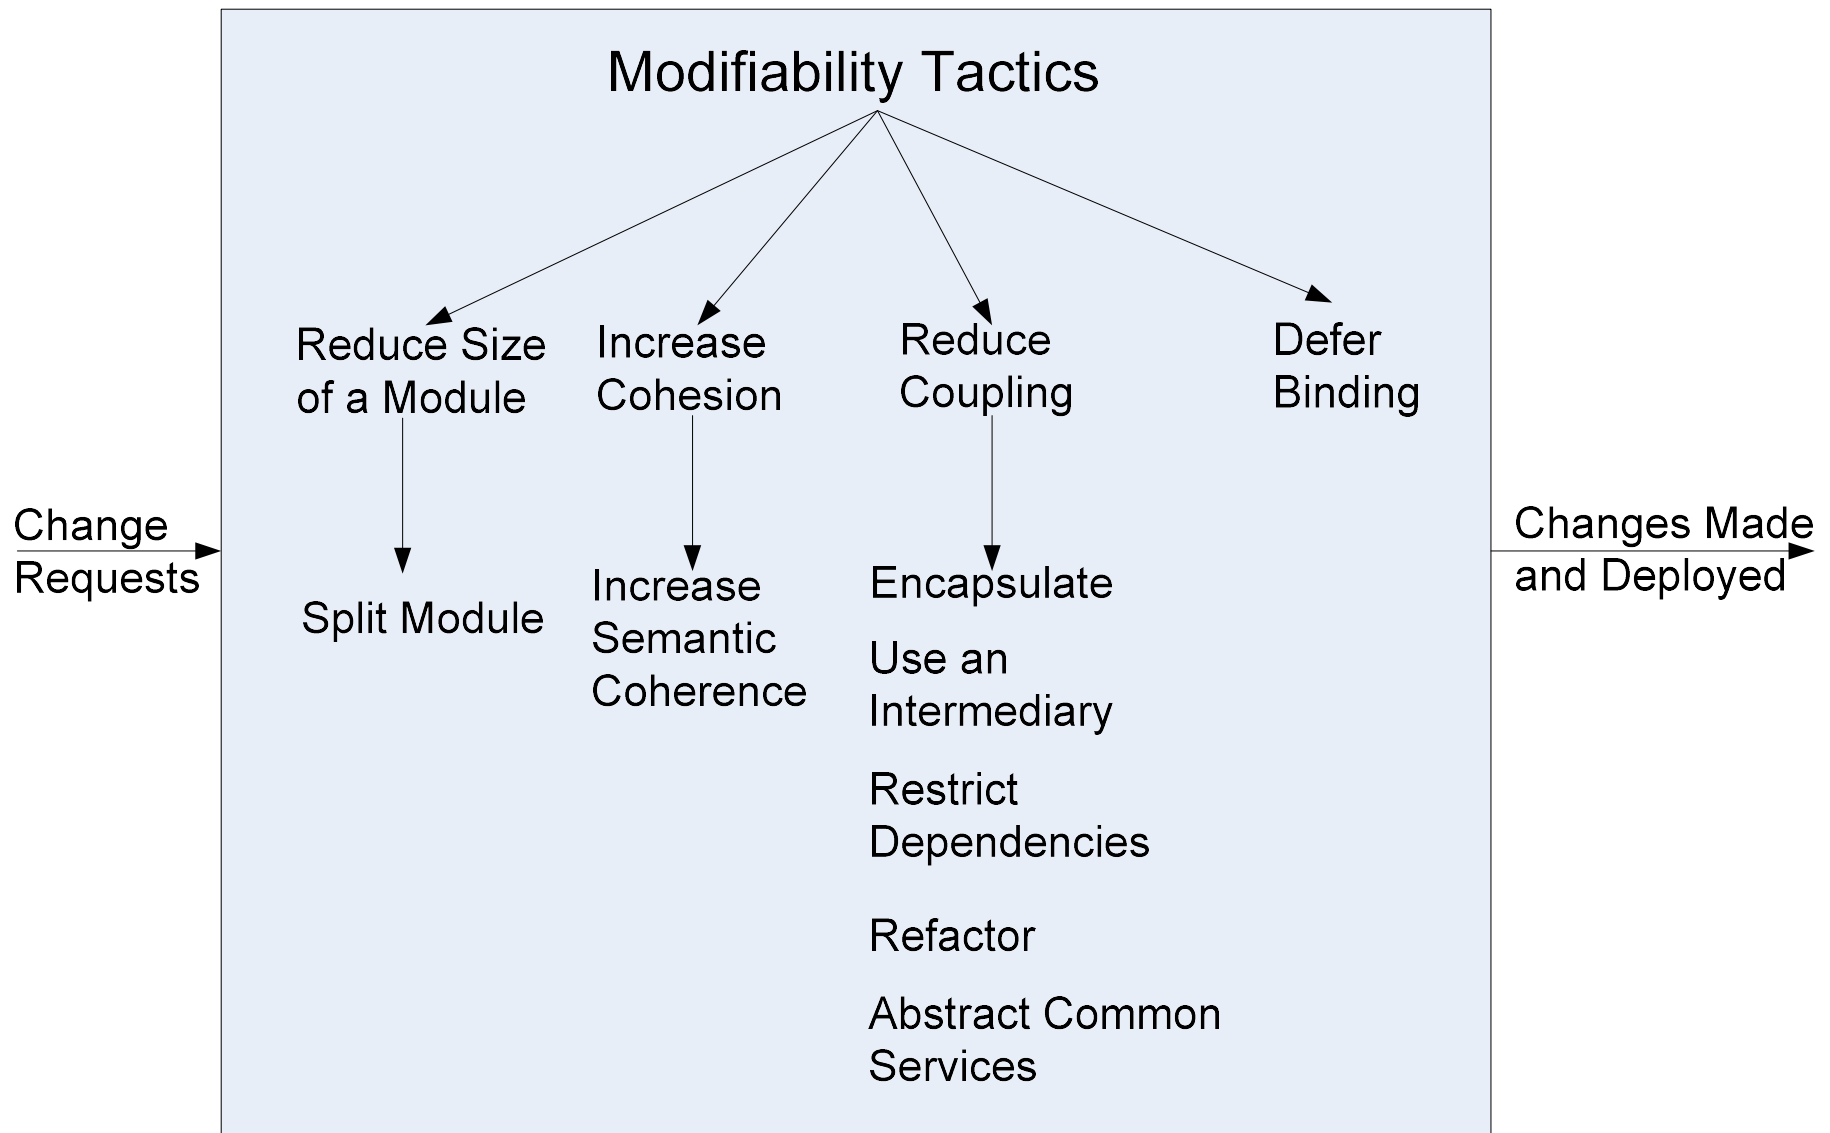 Modifiability Tactics
Reduce Size
of a Module
Increase
Cohesion
Reduce
Coupling
Defer
Binding
Change
Requests
Changes Made
and Deployed
Split Module
Increase
Semantic
Coherence
Encapsulate
Use an
Intermediary
Restrict
Dependencies
Refactor
Abstract Common
Services